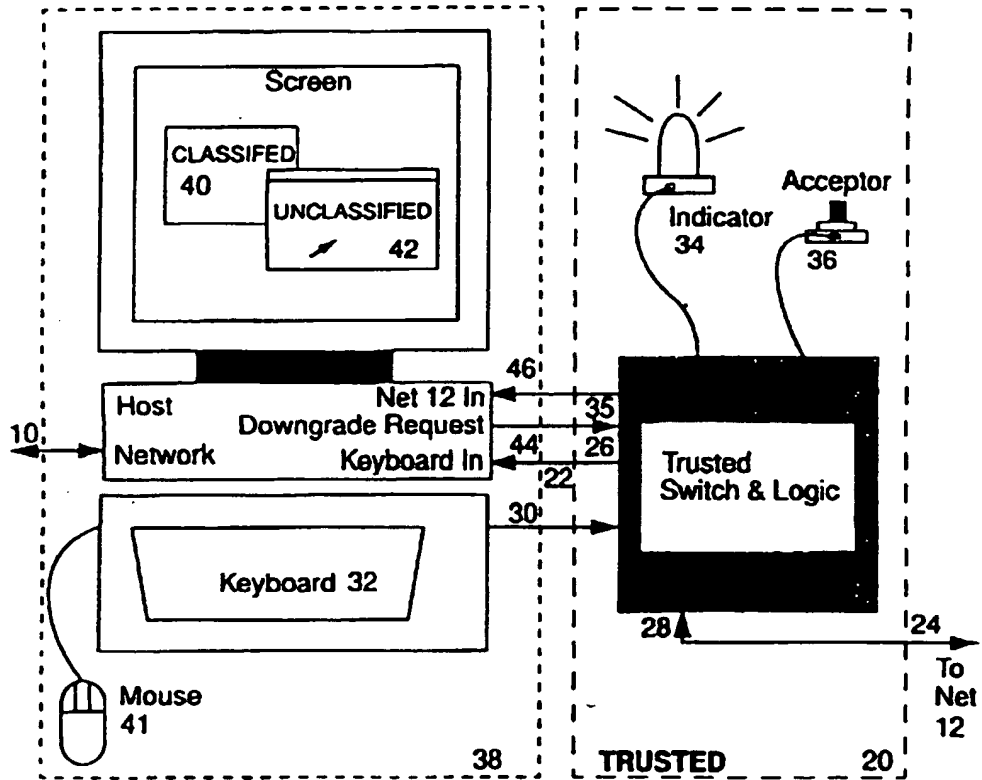 Screen
CLASSIFED
40
UNCLASSIFIED
42
Indicator
34
Acceptor
36
46
Host
Net 12 In
35
Downgrade Request
10
44
26
Network
Keyboard In
22
Trusted
Switch & Logic
30
Keyboard 32
28
24
To
Net
12
Mouse
41
38
TRUSTED
20